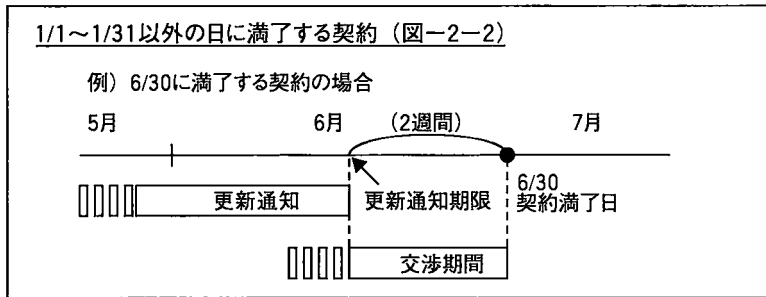 1/1～1/31以外の日に満了する契約（図－2－2）
例）6/30に満了する契約の場合
5月 6月 （2週間） 7月
更新通知 更新通知期限 6/30
契約満了日
交渉期間